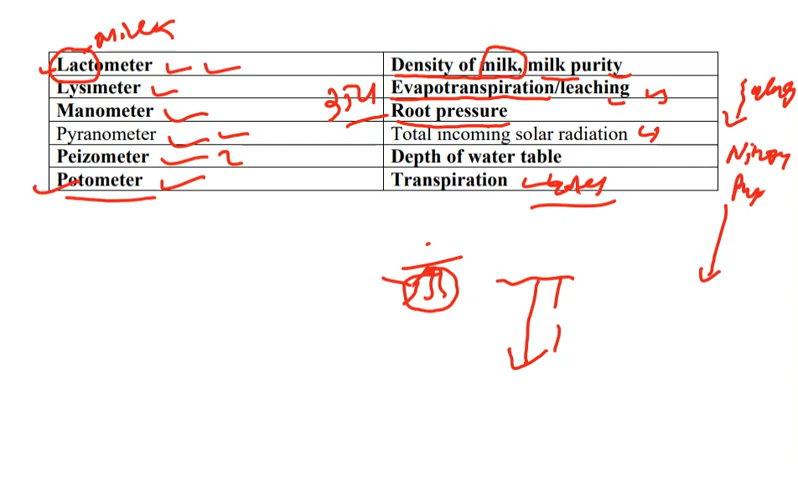 Milk
Lactometer Density of milk, milk purity
Lysimeter Evapotranspiration/leaching
Manometer Root pressure
Pyranometer Total incoming solar radiation
Peizometer Depth of water table
Potometer Transpiration